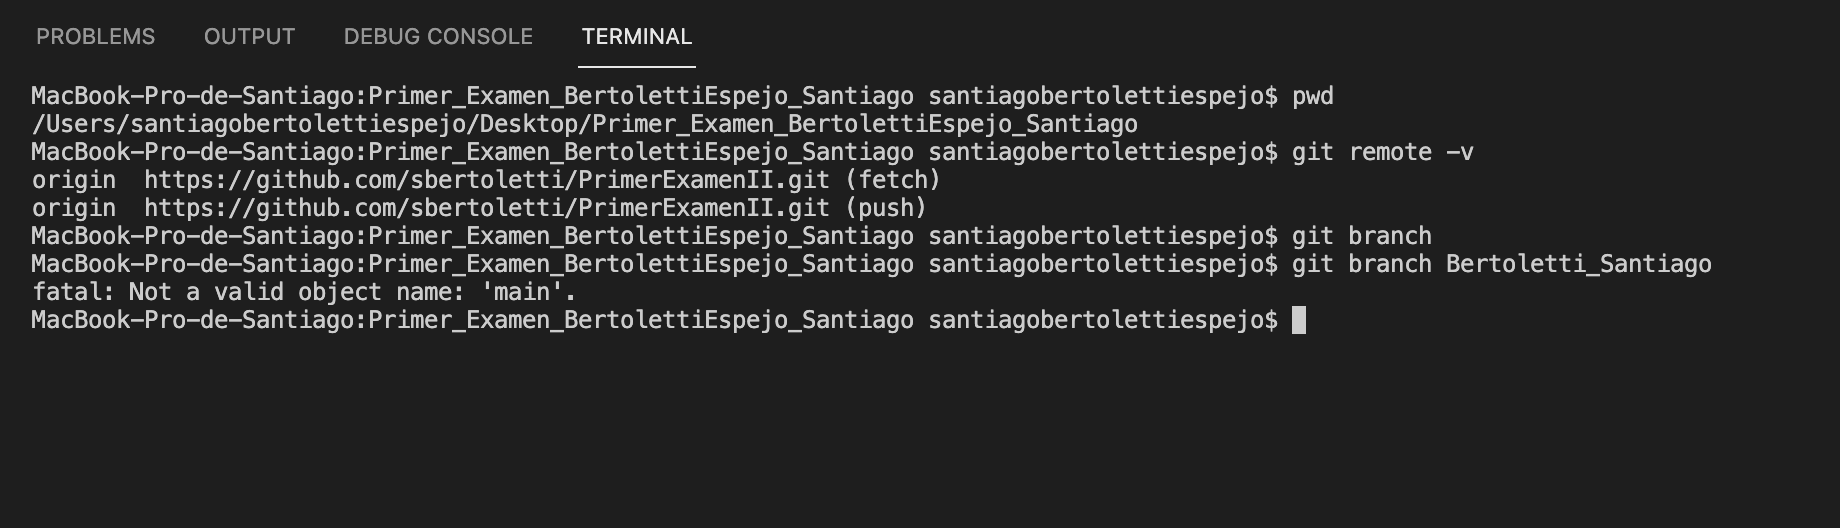 PROBLEMS OUTPUT DEBUG CONSOLE TERMINAL
MacBook-Pro-de-Santiago:Primer_Examen_BertolettiEspejo_Santiago santiagobertolettiespejo$ pwd
/Users/santiagobertolettiespejo/Desktop/Primer_Examen_BertolettiEspejo_Santiago
MacBook-Pro-de-Santiago:Primer_Examen_BertolettiEspejo_Santiago santiagobertolettiespejo$ git remote -v
origin  https://github.com/sbertoletti/PrimerExamenII.git (fetch)
origin  https://github.com/sbertoletti/PrimerExamenII.git (push)
MacBook-Pro-de-Santiago:Primer_Examen_BertolettiEspejo_Santiago santiagobertolettiespejo$ git branch
MacBook-Pro-de-Santiago:Primer_Examen_BertolettiEspejo_Santiago santiagobertolettiespejo$ git branch Bertoletti_Santiago
fatal: Not a valid object name: 'main'.
MacBook-Pro-de-Santiago:Primer_Examen_BertolettiEspejo_Santiago santiagobertolettiespejo$